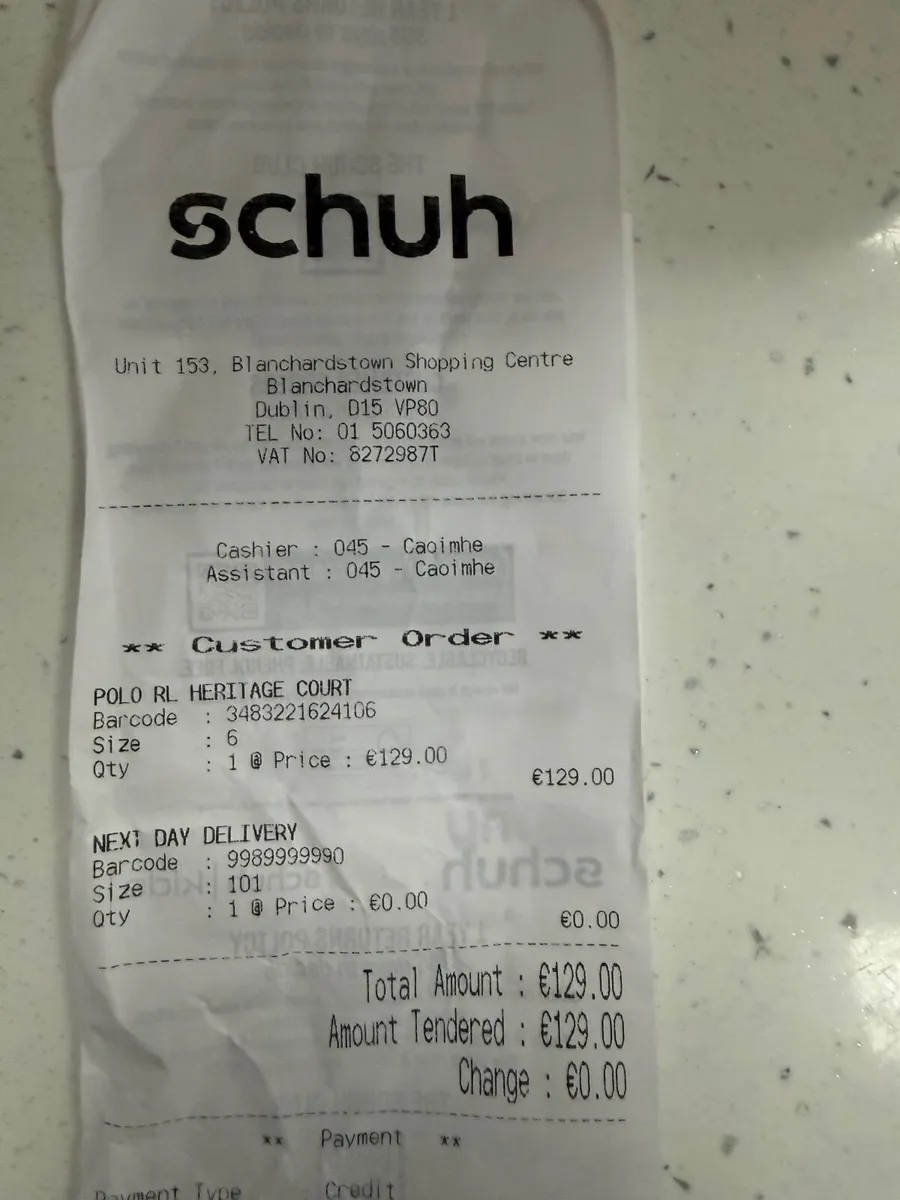 schuh
Unit 153, Blanchardstown Shopping Centre
Blanchardstown
Dublin, D15 VP80
TEL No: 01 5060363
VAT No: 8272987T
Cashier : 045 - Caoimhe
Assistant : 045 - Caoimhe
** Customer Order **
POLO RL HERITAGE COURT
Barcode : 3483221624106
Size : 6
Qty : 1 @ Price : €129.00
€129.00
NEXT DAY DELIVERY
Barcode : 9989999990
Size : 101
Qty : 1 @ Price : €0.00
€0.00
Total Amount : €129.00
Amount Tendered : €129.00
Change : €0.00
** Payment **
Payment Type : Credit